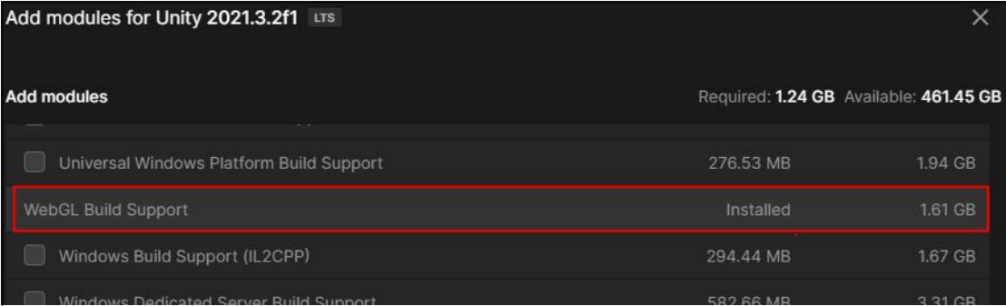 Add modules for Unity 2021.3.2f1 LTS
Add modules Required: 1.24 GB Available: 461.45 GB
Universal Windows Platform Build Support 276.53 MB 1.94 GB
WebGL Build Support Installed 1.61 GB
Windows Build Support (IL2CPP) 294.44 MB 1.67 GB
Windows Dedicated Server Build Support 582.66 MB 3.31 GB